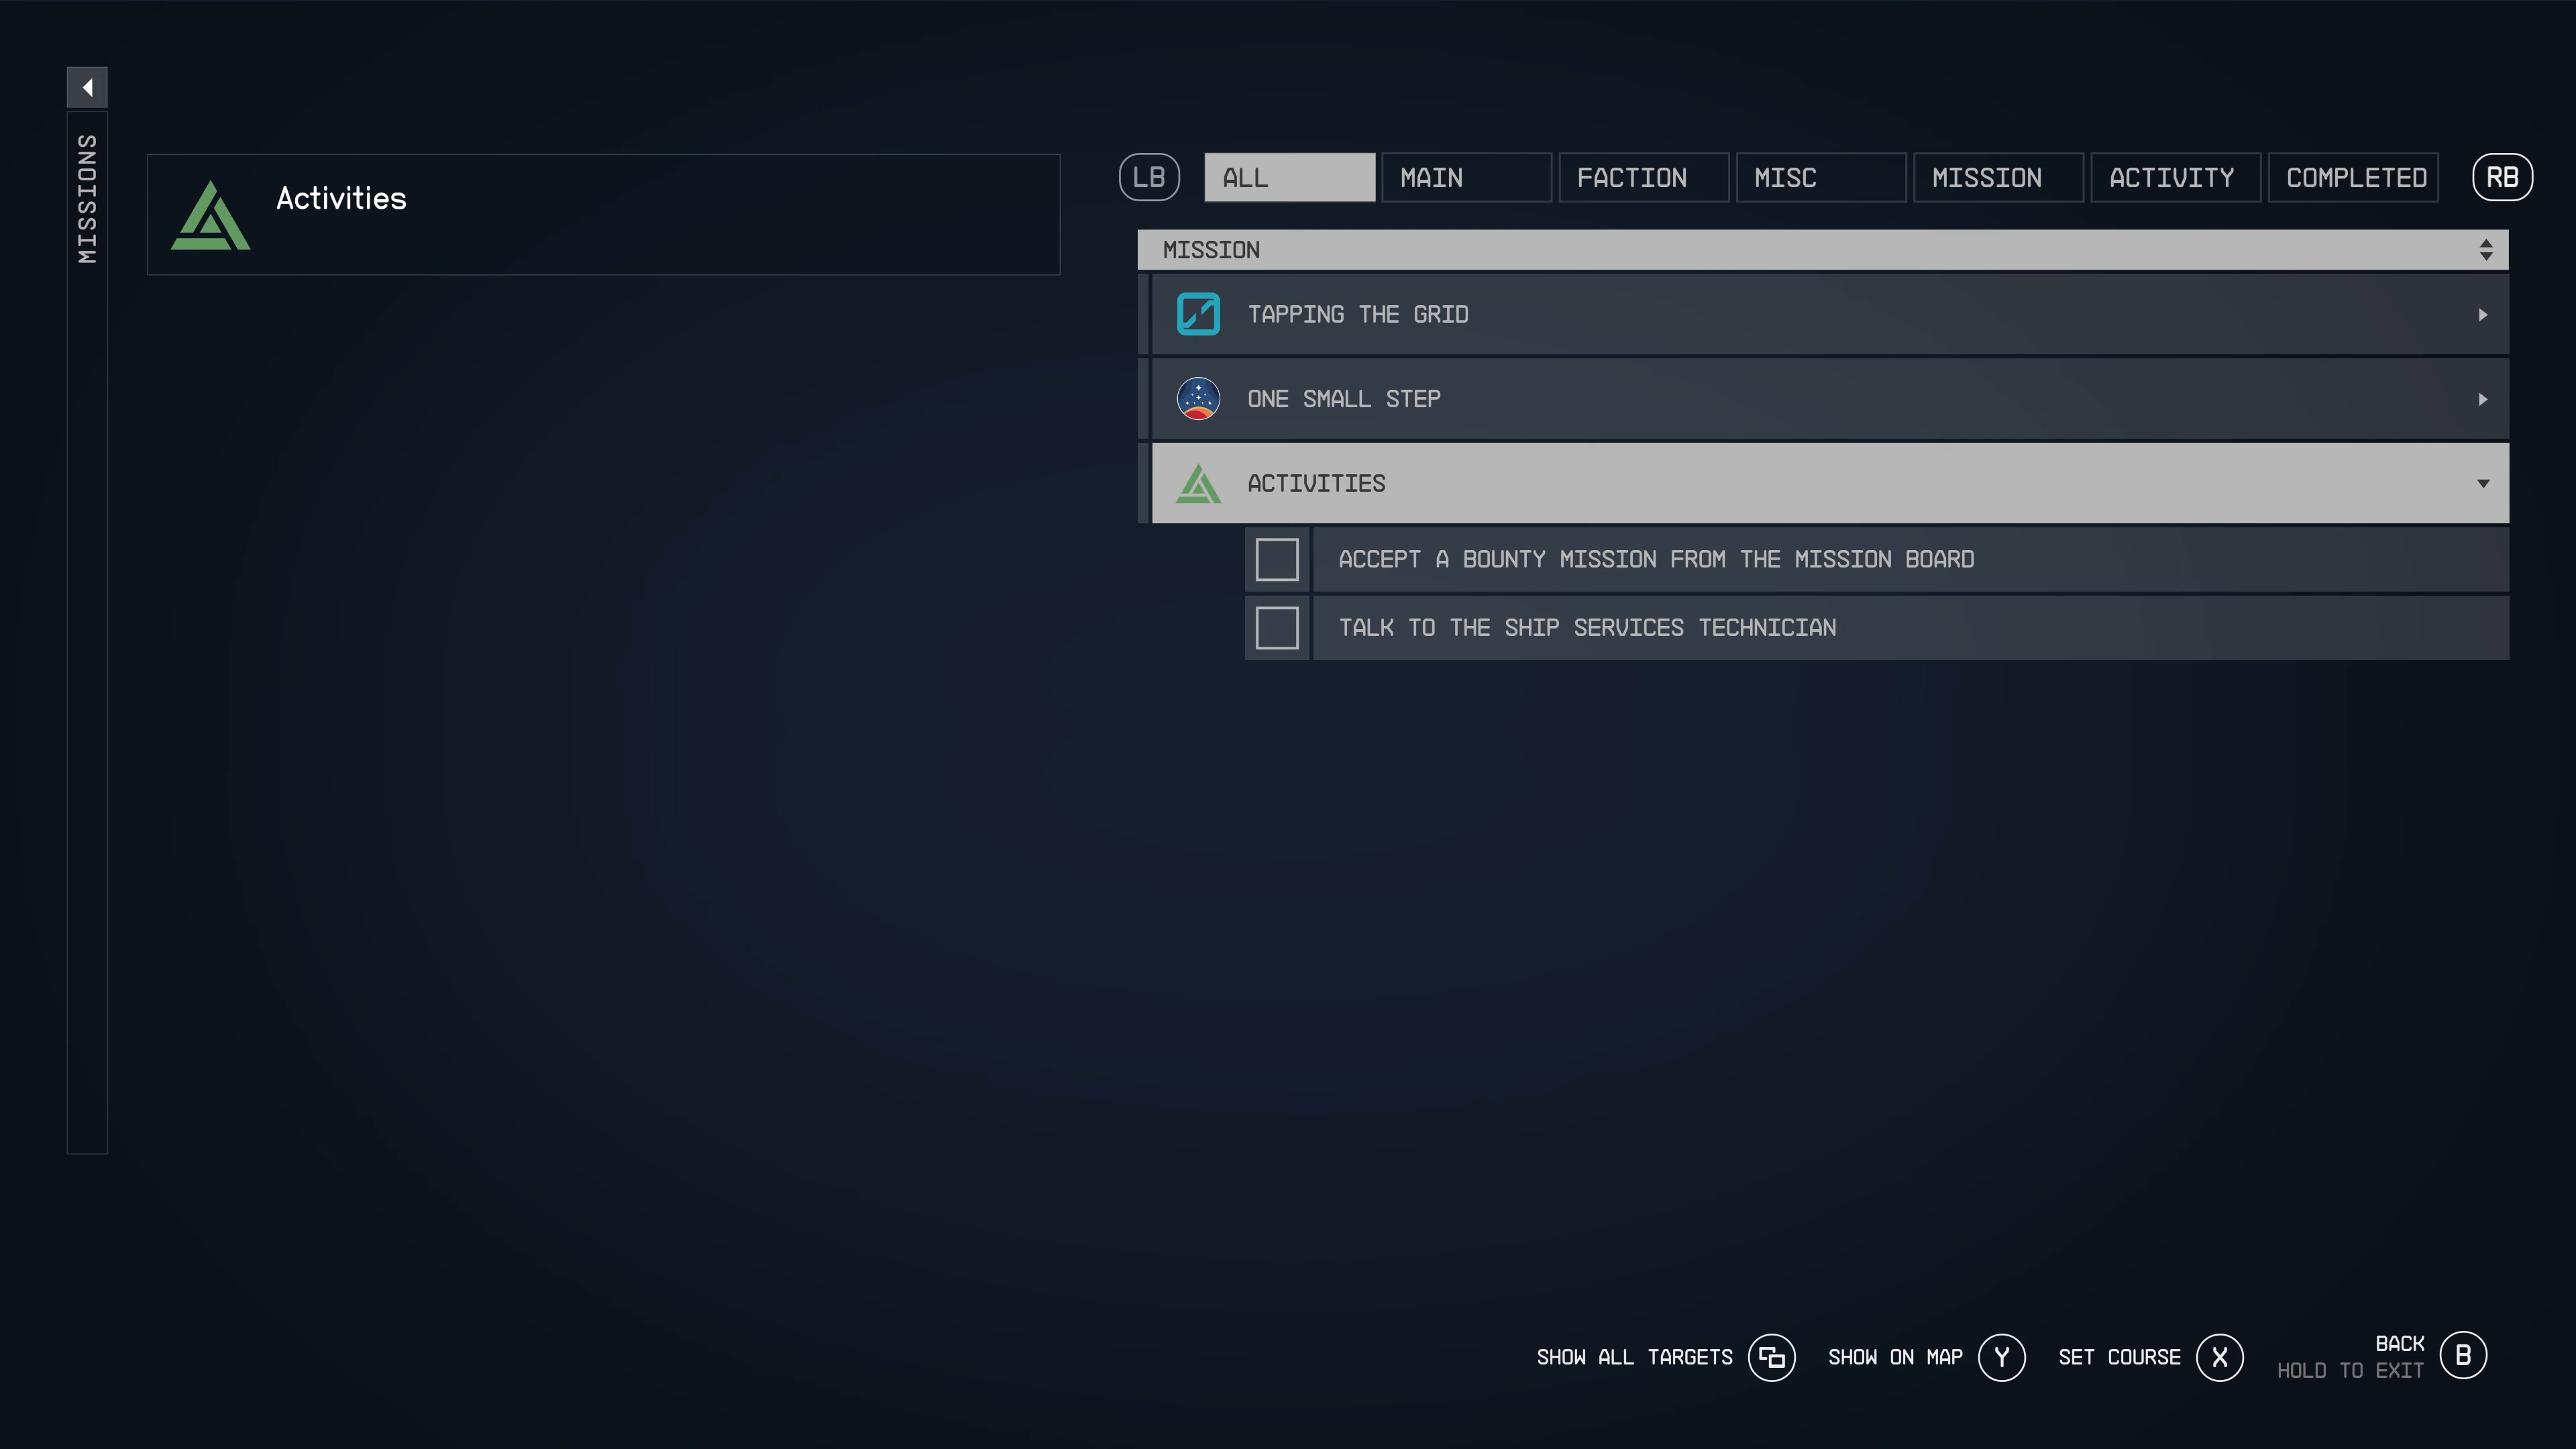 MISSIONS
Activities
LB
ALL
MAIN
FACTION
MISC
MISSION
ACTIVITY
COMPLETED
RB
MISSION
TAPPING THE GRID
ONE SMALL STEP
ACTIVITIES
ACCEPT A BOUNTY MISSION FROM THE MISSION BOARD
TALK TO THE SHIP SERVICES TECHNICIAN
SHOW ALL TARGETS
SHOW ON MAP Y
SET COURSE X
BACK B
HOLD TO EXIT